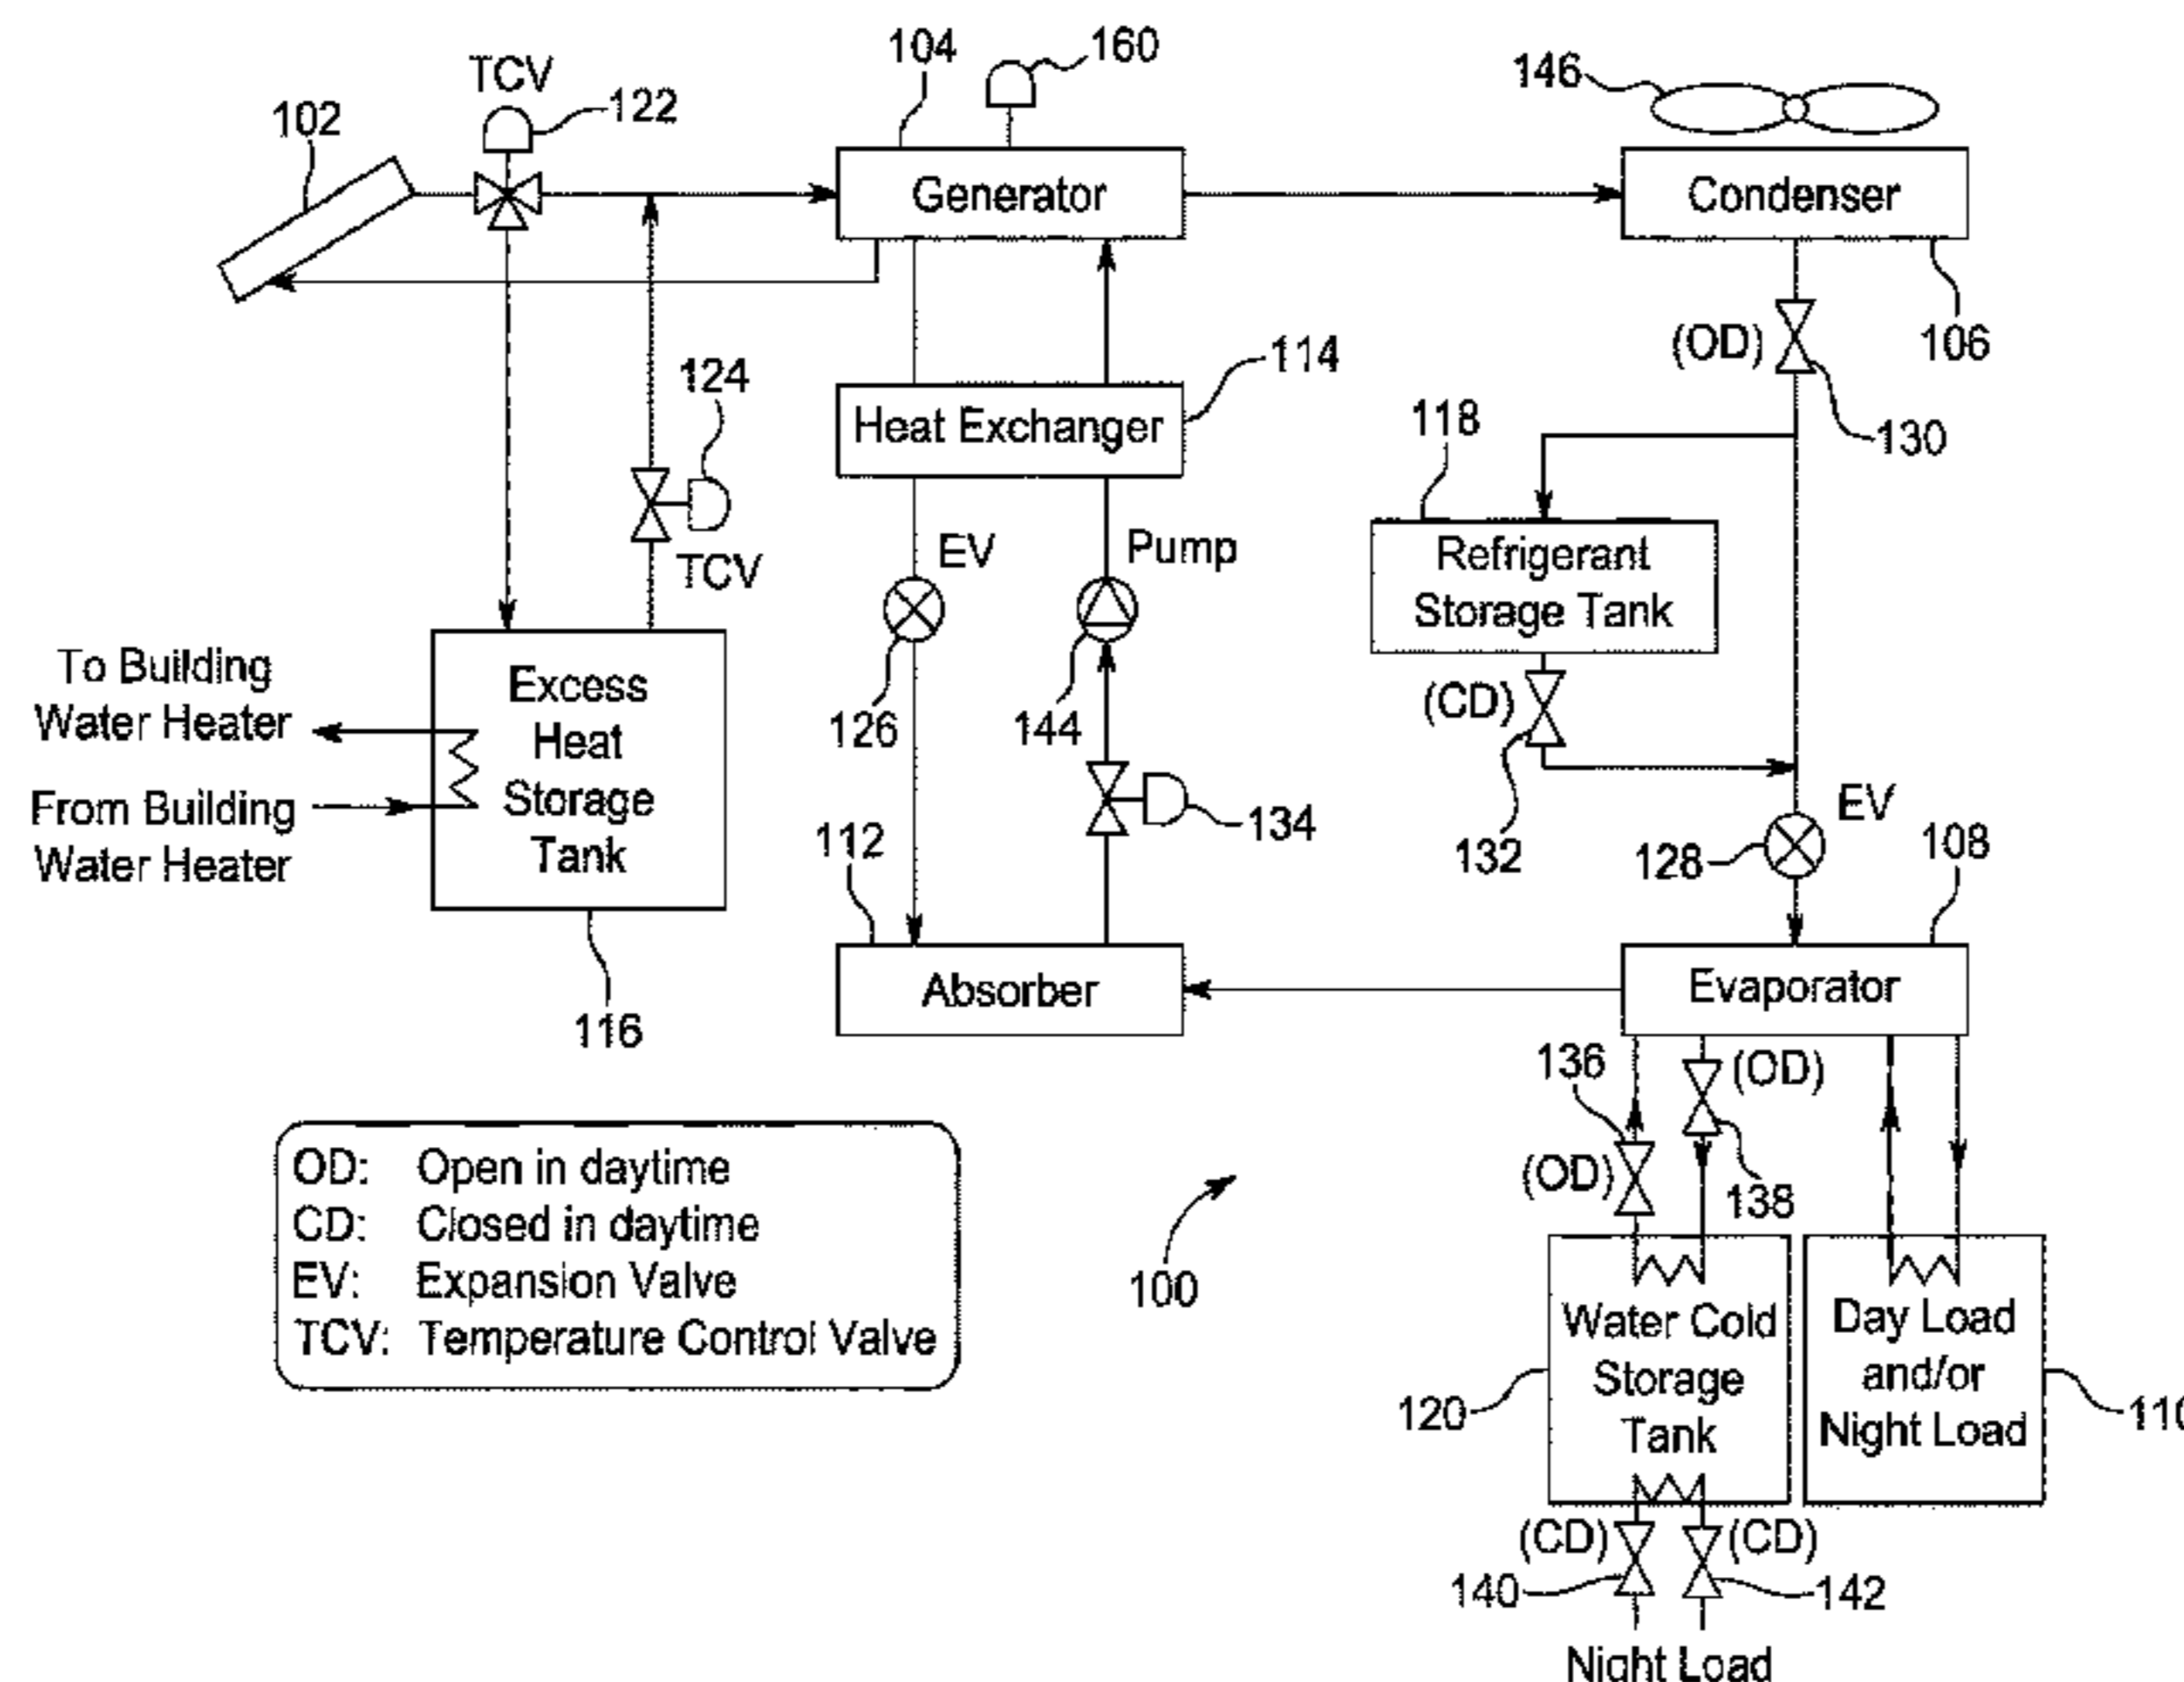 104
160
146
TCV
122
102
Generator
Condenser
(OD)
106
124
114
Heat Exchanger
118
130
EV
Pump
TCV
Refrigerant
Storage Tank
To Building
Water Heater
Excess
Heat
Storage
Tank
126
144
(CD)
From Building
Water Heater
112
134
132
EV
128
108
Absorber
Evaporator
116
136
(OD)
OD: Open in daytime
CD: Closed in daytime
EV: Expansion Valve
TCV: Temperature Control Valve
(OD)
138
100
Water Cold
Storage
Tank
Day Load
and/or
Night Load
120
110
(CD)
(CD)
140
142
Night Load